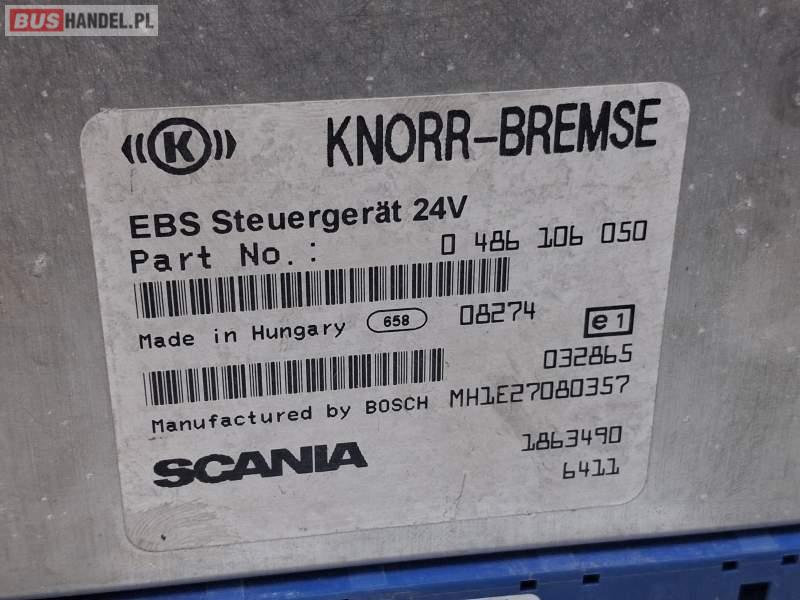 BUSHANDEL.PL
K KNORR-BREMSE
EBS Steuergerät 24V
Part No.: 0 486 106 050
Made in Hungary 658 08274 e1
032865
Manufactured by BOSCH MH1E27080357
1863490
SCANIA 6411